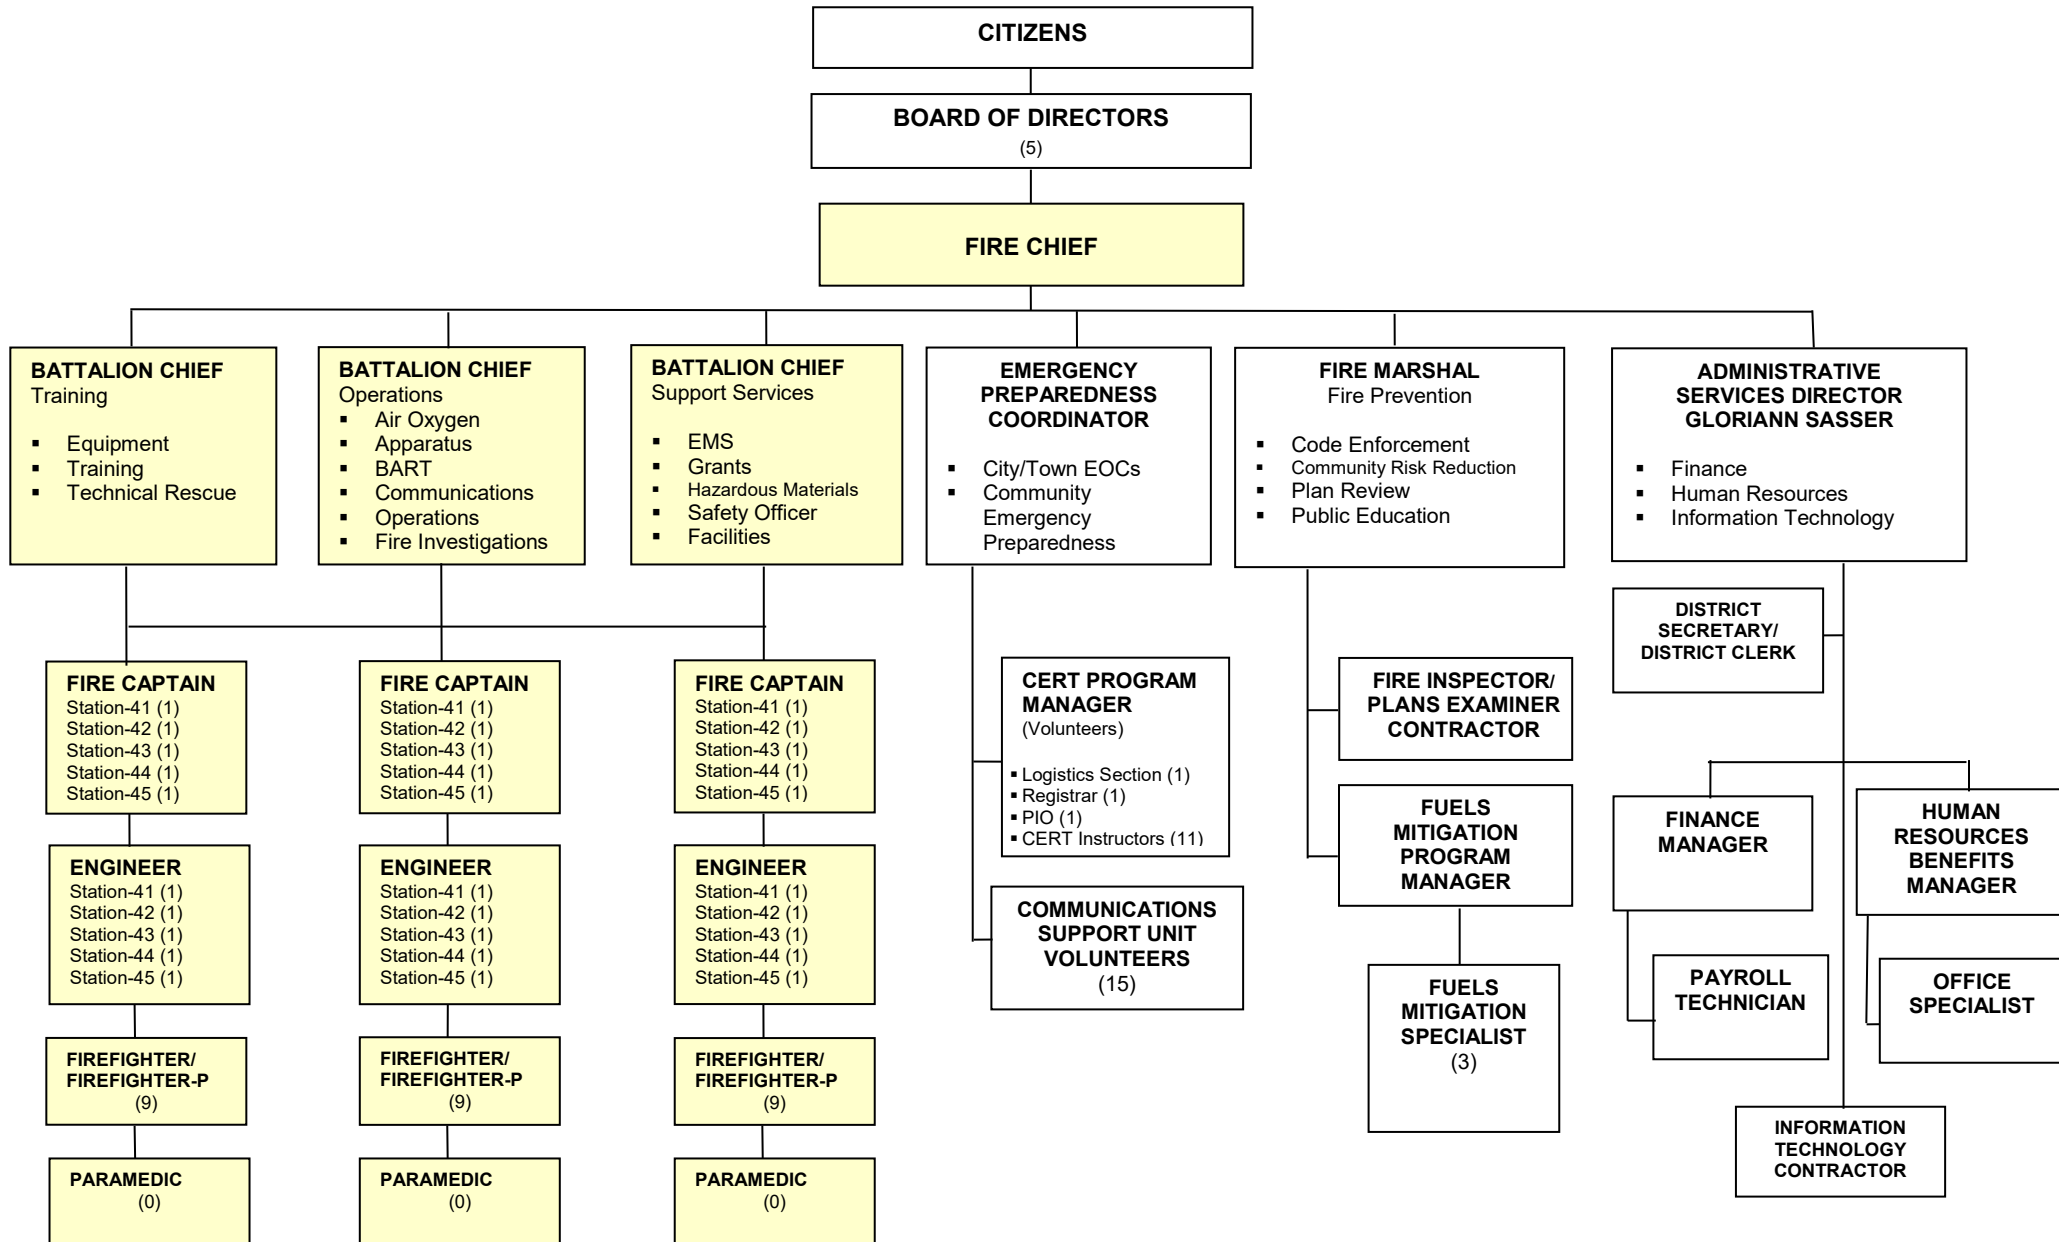 CITIZENS
BOARD OF DIRECTORS
(5)
FIRE CHIEF
BATTALION CHIEF
Training
▪ Equipment
▪ Training
▪ Technical Rescue
BATTALION CHIEF
Operations
▪ Air Oxygen
▪ Apparatus
▪ BART
▪ Communications
▪ Operations
▪ Fire Investigations
BATTALION CHIEF
Support Services
▪ EMS
▪ Grants
▪ Hazardous Materials
▪ Safety Officer
▪ Facilities
EMERGENCY
PREPAREDNESS
COORDINATOR
▪ City/Town EOCs
▪ Community
Emergency
Preparedness
FIRE MARSHAL
Fire Prevention
▪ Code Enforcement
▪ Community Risk Reduction
▪ Plan Review
▪ Public Education
ADMINISTRATIVE
SERVICES DIRECTOR
GLORIANN SASSER
▪ Finance
▪ Human Resources
▪ Information Technology
FIRE CAPTAIN
Station-41 (1)
Station-42 (1)
Station-43 (1)
Station-44 (1)
Station-45 (1)
FIRE CAPTAIN
Station-41 (1)
Station-42 (1)
Station-43 (1)
Station-44 (1)
Station-45 (1)
FIRE CAPTAIN
Station-41 (1)
Station-42 (1)
Station-43 (1)
Station-44 (1)
Station-45 (1)
ENGINEER
Station-41 (1)
Station-42 (1)
Station-43 (1)
Station-44 (1)
Station-45 (1)
ENGINEER
Station-41 (1)
Station-42 (1)
Station-43 (1)
Station-44 (1)
Station-45 (1)
ENGINEER
Station-41 (1)
Station-42 (1)
Station-43 (1)
Station-44 (1)
Station-45 (1)
FIREFIGHTER/
FIREFIGHTER-P
(9)
FIREFIGHTER/
FIREFIGHTER-P
(9)
FIREFIGHTER/
FIREFIGHTER-P
(9)
PARAMEDIC
(0)
PARAMEDIC
(0)
PARAMEDIC
(0)
CERT PROGRAM
MANAGER
(Volunteers)
▪ Logistics Section (1)
▪ Registrar (1)
▪ PIO (1)
▪ CERT Instructors (11)
COMMUNICATIONS
SUPPORT UNIT
VOLUNTEERS
(15)
FIRE INSPECTOR/
PLANS EXAMINER
CONTRACTOR
FUELS
MITIGATION
PROGRAM
MANAGER
FUELS
MITIGATION
SPECIALIST
(3)
DISTRICT
SECRETARY/
DISTRICT CLERK
FINANCE
MANAGER
HUMAN
RESOURCES
BENEFITS
MANAGER
PAYROLL
TECHNICIAN
OFFICE
SPECIALIST
INFORMATION
TECHNOLOGY
CONTRACTOR